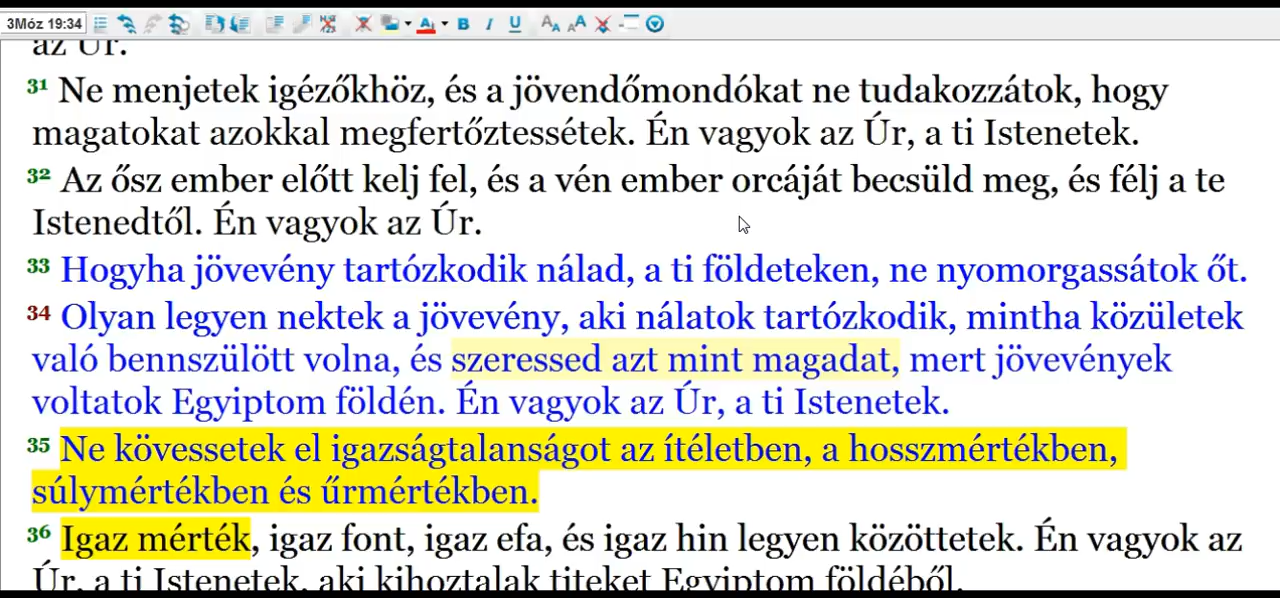 3Móz 19:34
az Úr.
31 Ne menjetek igézőkhöz, és a jövendőmondókat ne tudakozzátok, hogy
magatokat azokkal megfertőztessétek. Én vagyok az Úr, a ti Istenetek.
32 Az ősz ember előtt kelj fel, és a vén ember orcáját becsüld meg, és félj a te
Istenedtől. Én vagyok az Úr.
33 Hogyha jövevény tartózkodik nálad, a ti földeteken, ne nyomorgassátok őt.
34 Olyan legyen nektek a jövevény, aki nálatok tartózkodik, mintha közületek
való bennszülött volna, és szeressed azt mint magadat, mert jövevények
voltatok Egyiptom földén. Én vagyok az Úr, a ti Istenetek.
35 Ne kövessetek el igazságtalanságot az ítéletben, a hosszmértékben,
súlymértékben és űrmértékben.
36 Igaz mérték, igaz font, igaz efa, és igaz hin legyen közöttetek. Én vagyok az
Úr, a ti Istenetek, aki kihoztalak titeket Egyiptom földéből.